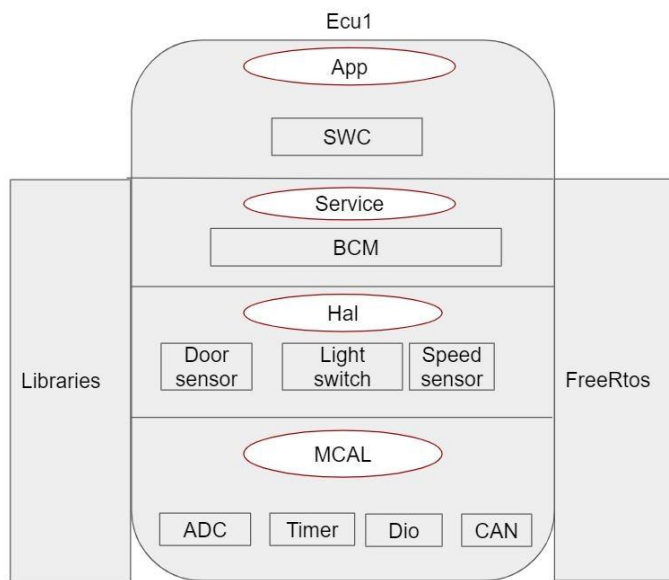 Ecu1
App
SWC
Service
BCM
Hal
Door
sensor
Light
switch
Speed
sensor
Libraries
FreeRtos
MCAL
ADC
Timer
Dio
CAN